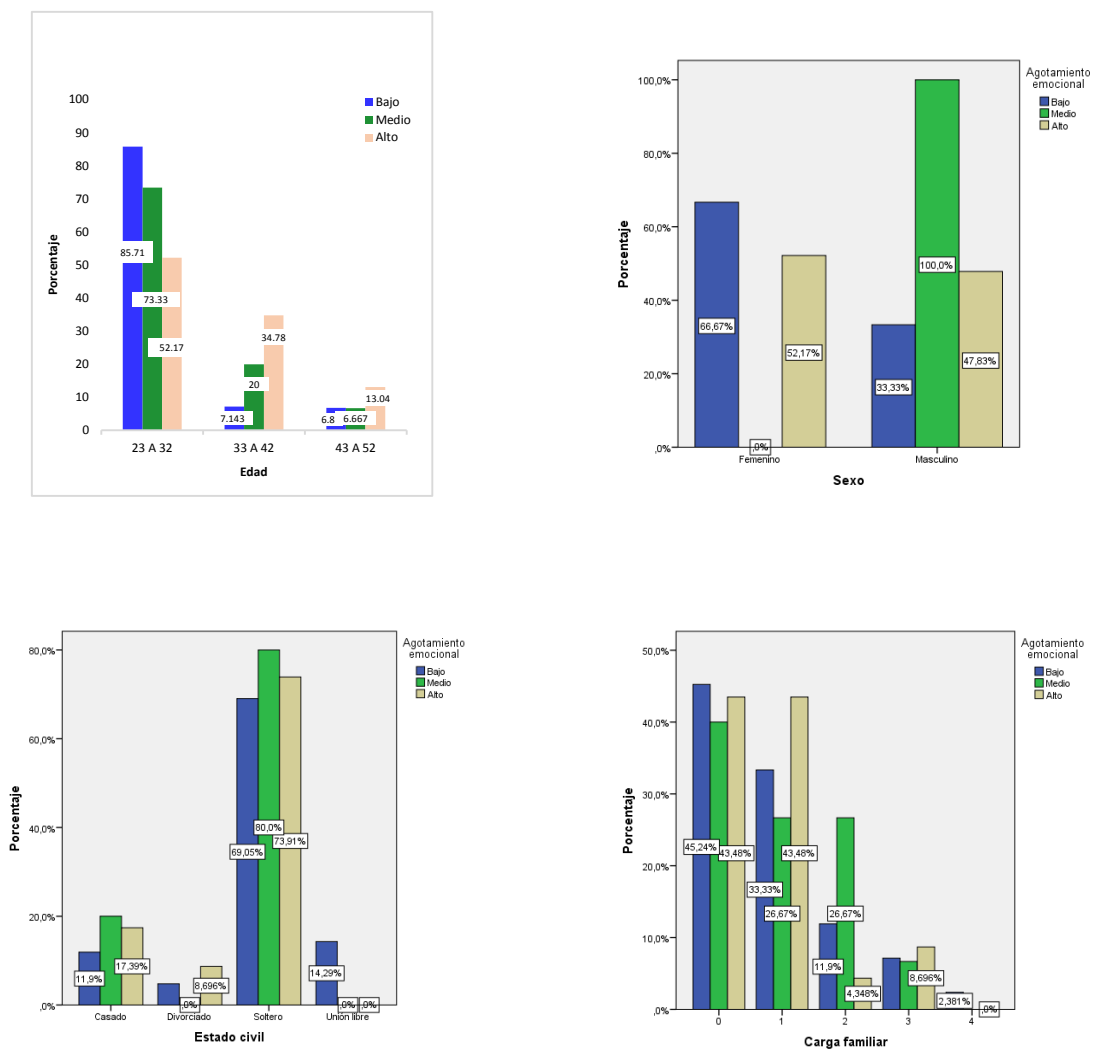 100
90
80
70
60
50
40
30
20
10
0
Porcentaje
Bajo
Medio
Alto
85.71
73.33
52.17
7.143
20
34.78
6.8
6.667
13.04
23 A 32
33 A 42
43 A 52
Edad
Agotamiento
emocional
Bajo
Medio
Alto
100,0%
80,0%
60,0%
40,0%
20,0%
,0%
Porcentaje
66,67%
,0%
52,17%
33,33%
100,0%
47,83%
Femenino
Masculino
Sexo
Agotamiento
emocional
Bajo
Medio
Alto
80,0%
60,0%
40,0%
20,0%
,0%
Porcentaje
11,9%
17,39%
,0%
8,696%
69,05%
80,0%
73,91%
14,29%
,0%
,0%
Casado
Divorciado
Soltero
Unión libre
Estado civil
Agotamiento
emocional
Bajo
Medio
Alto
50,0%
40,0%
30,0%
20,0%
10,0%
,0%
Porcentaje
45,24%
43,48%
33,33%
26,67%
43,48%
11,9%
26,67%
4,348%
8,696%
2,381%
,0%
0
1
2
3
4
Carga familiar